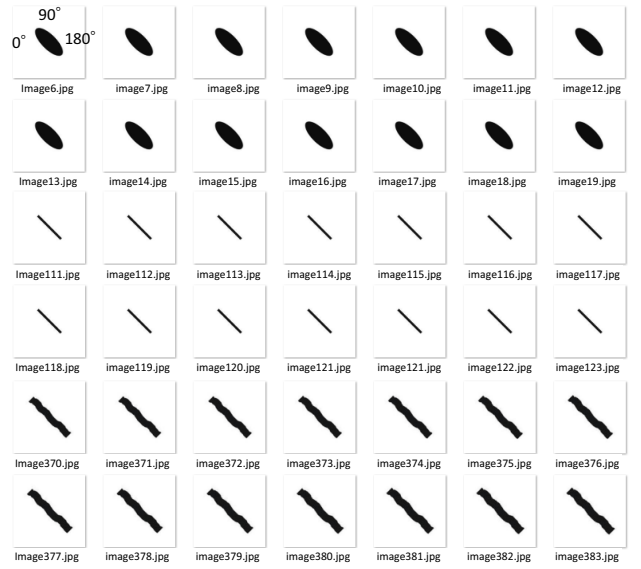 90°
0° 180°
Image6.jpg image7.jpg image8.jpg image9.jpg image10.jpg image11.jpg image12.jpg
Image13.jpg image14.jpg image15.jpg image16.jpg image17.jpg image18.jpg image19.jpg
Image111.jpg image112.jpg image113.jpg image114.jpg image115.jpg image116.jpg image117.jpg
Image118.jpg image119.jpg image120.jpg image121.jpg image121.jpg image122.jpg image123.jpg
Image370.jpg image371.jpg image372.jpg image373.jpg image374.jpg image375.jpg image376.jpg
Image377.jpg image378.jpg image379.jpg image380.jpg image381.jpg image382.jpg image383.jpg